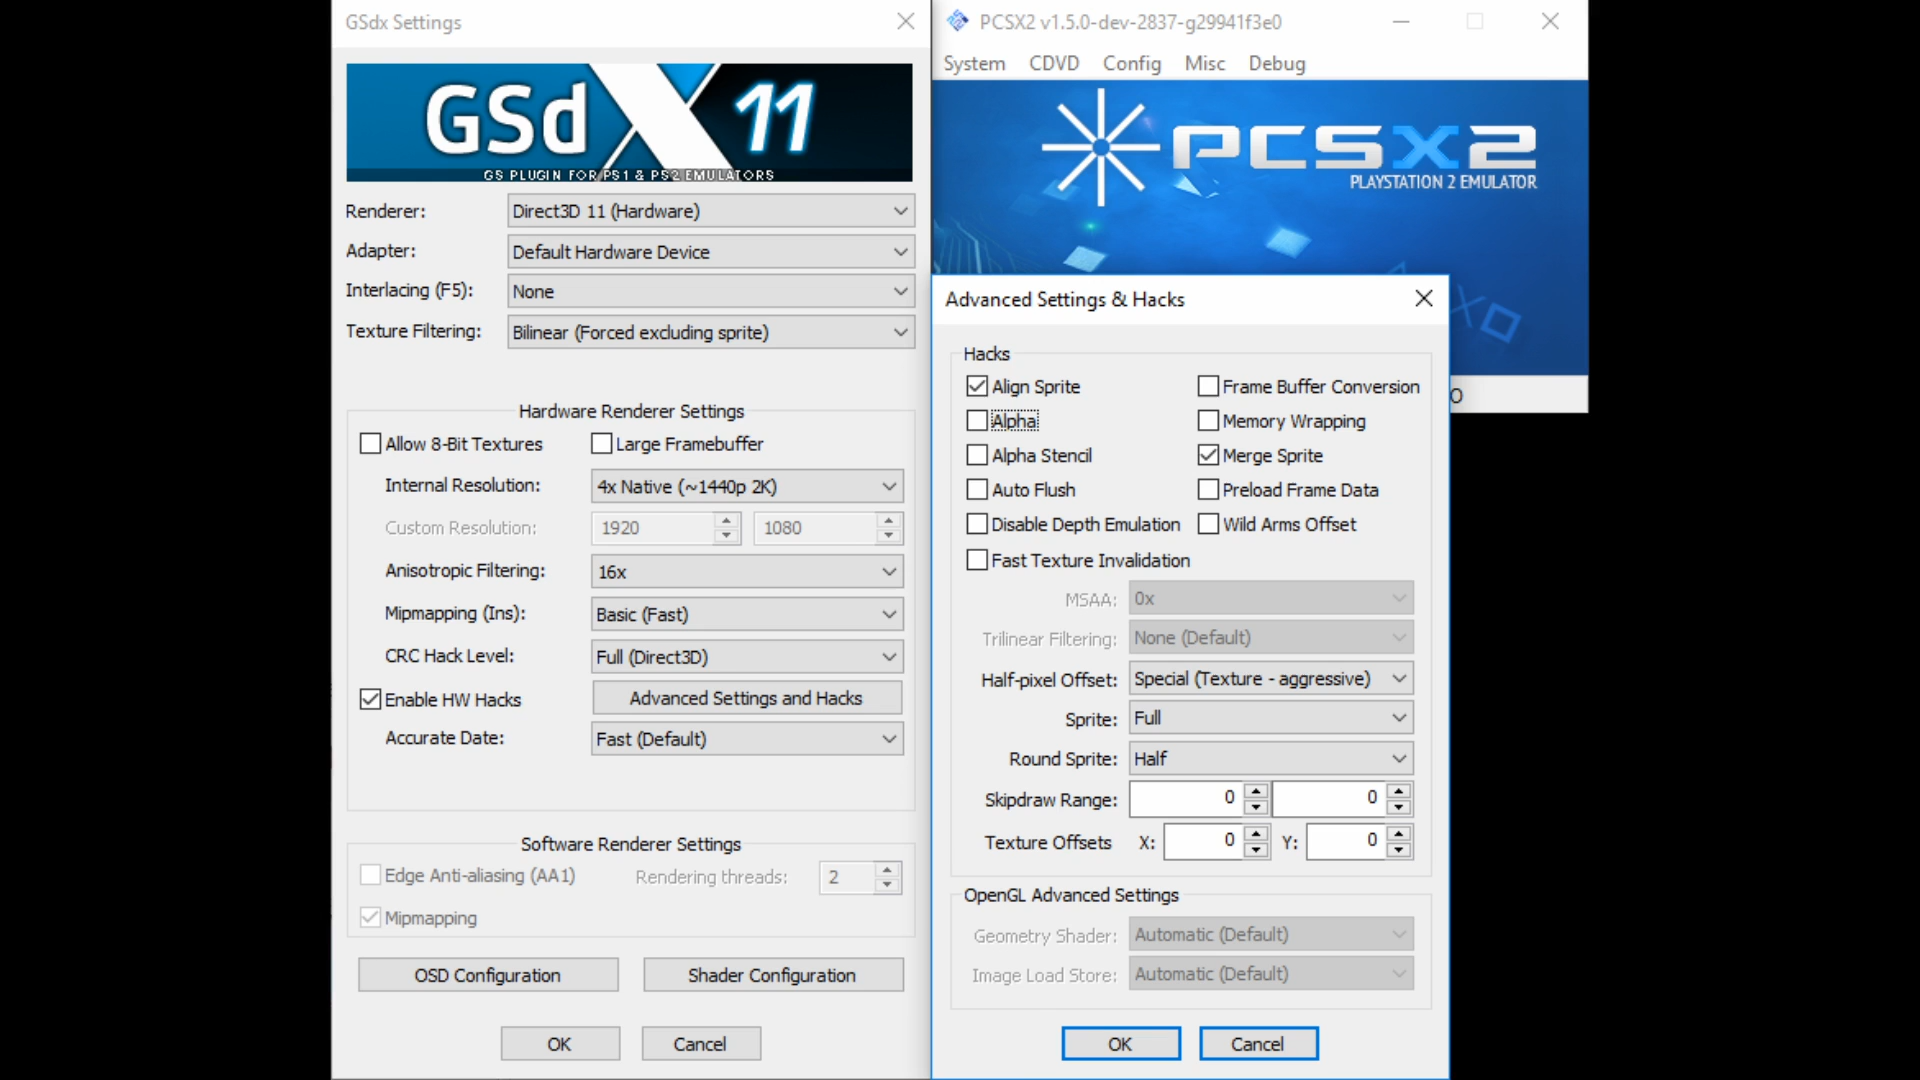 GSdx Settings
GSdX 11
GS PLUGIN FOR PS1 & PS2 EMULATORS
Renderer: Direct3D 11 (Hardware)
Adapter: Default Hardware Device
Interlacing (F5): None
Texture Filtering: Bilinear (Forced excluding sprite)
Hardware Renderer Settings
Allow 8-Bit Textures Large Framebuffer
Internal Resolution: 4x Native (~1440p 2K)
Custom Resolution: 1920 1080
Anisotropic Filtering: 16x
Mipmapping (Ins): Basic (Fast)
CRC Hack Level: Full (Direct3D)
Enable HW Hacks Advanced Settings and Hacks
Accurate Date: Fast (Default)
Software Renderer Settings
Edge Anti-aliasing (AA1) Rendering threads: 2
Mipmapping
OSD Configuration Shader Configuration
OK Cancel
PCSX2 v1.5.0-dev-2837-g29941f3e0
System CDVD Config Misc Debug
PCSX2
PLAYSTATION 2 EMULATOR
Advanced Settings & Hacks
Hacks
Align Sprite Frame Buffer Conversion
Alpha Memory Wrapping
Alpha Stencil Merge Sprite
Auto Flush Preload Frame Data
Disable Depth Emulation Wild Arms Offset
Fast Texture Invalidation
MSAA: 0x
Trilinear Filtering: None (Default)
Half-pixel Offset: Special (Texture - aggressive)
Sprite: Full
Round Sprite: Half
Skipdraw Range: 0 0
Texture Offsets X: 0 Y: 0
OpenGL Advanced Settings
Geometry Shader: Automatic (Default)
Image Load Store: Automatic (Default)
OK Cancel